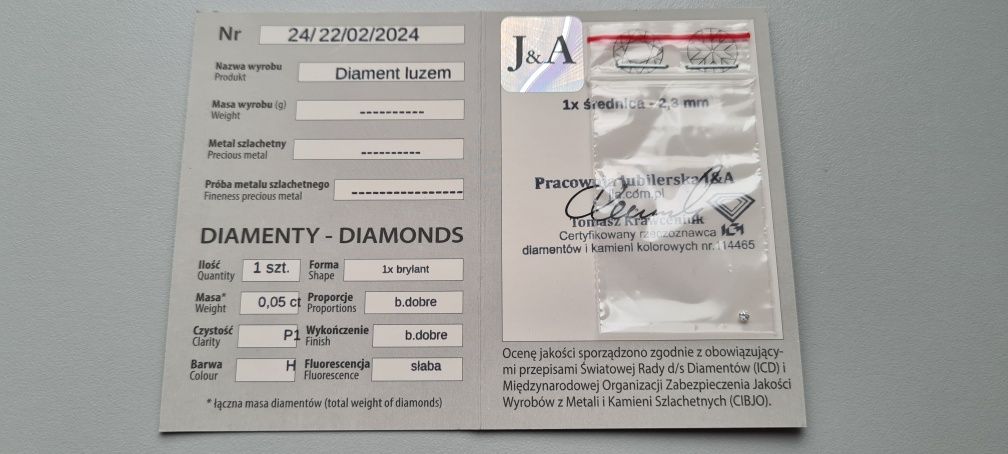 Nr 24/22/02/2024
Nazwa wyrobu
Produkt
Diament luzem
Masa wyrobu (g)
Weight
----------
Metal szlachetny
Precious metal
----------
Próba metalu szlachetnego
Fineness precious metal
-----------------
DIAMENTY - DIAMONDS
Ilość
Quantity
1 szt.
Forma
Shape
1x brylant
Masa*
Weight
0,05 ct
Proporcje
Proportions
b.dobre
Czystość
Clarity
P1
Wykończenie
Finish
b.dobre
Barwa
Colour
H
Fluorescencja
Fluorescence
słaba
* łączna masa diamentów (total weight of diamonds)
J&A
1x średnica - 2,3 mm
Pracownia Jubilerska J&A
Tomasz
Certyfikowany rzeczoznawca
diamentów i kamieni kolorowych nr.114465
Ocenę jakości sporządzono zgodnie z obowiązujący-
mi przepisami Światowej Rady d/s Diamentów (ICD) i
Międzynarodowej Organizacji Zabezpieczenia Jakości
Wyrobów z Metali i Kamieni Szlachetnych (CIBJO).